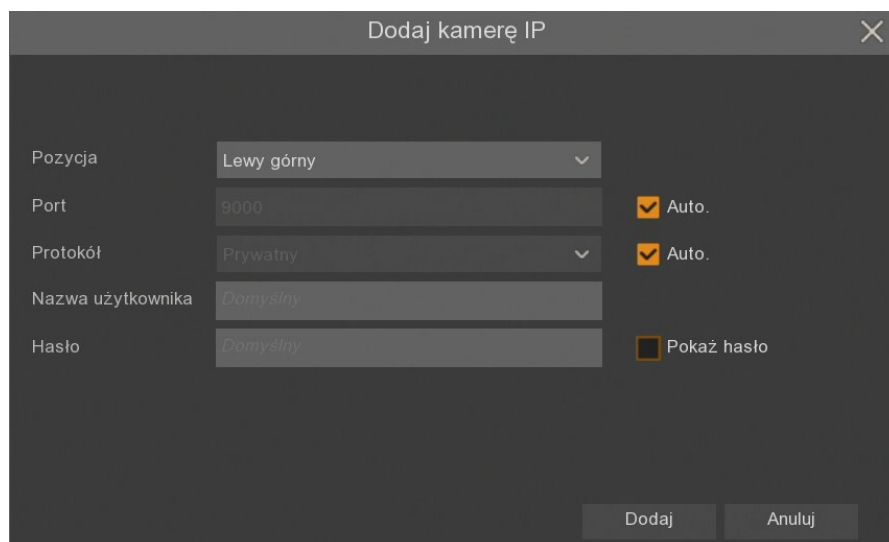 Dodaj kamerę IP
Pozycja Lewy górny
Port 9000 Auto.
Protokół Prywatny Auto.
Nazwa użytkownika Domyślny
Hasło Domyślny Pokaż hasło
Dodaj Anuluj